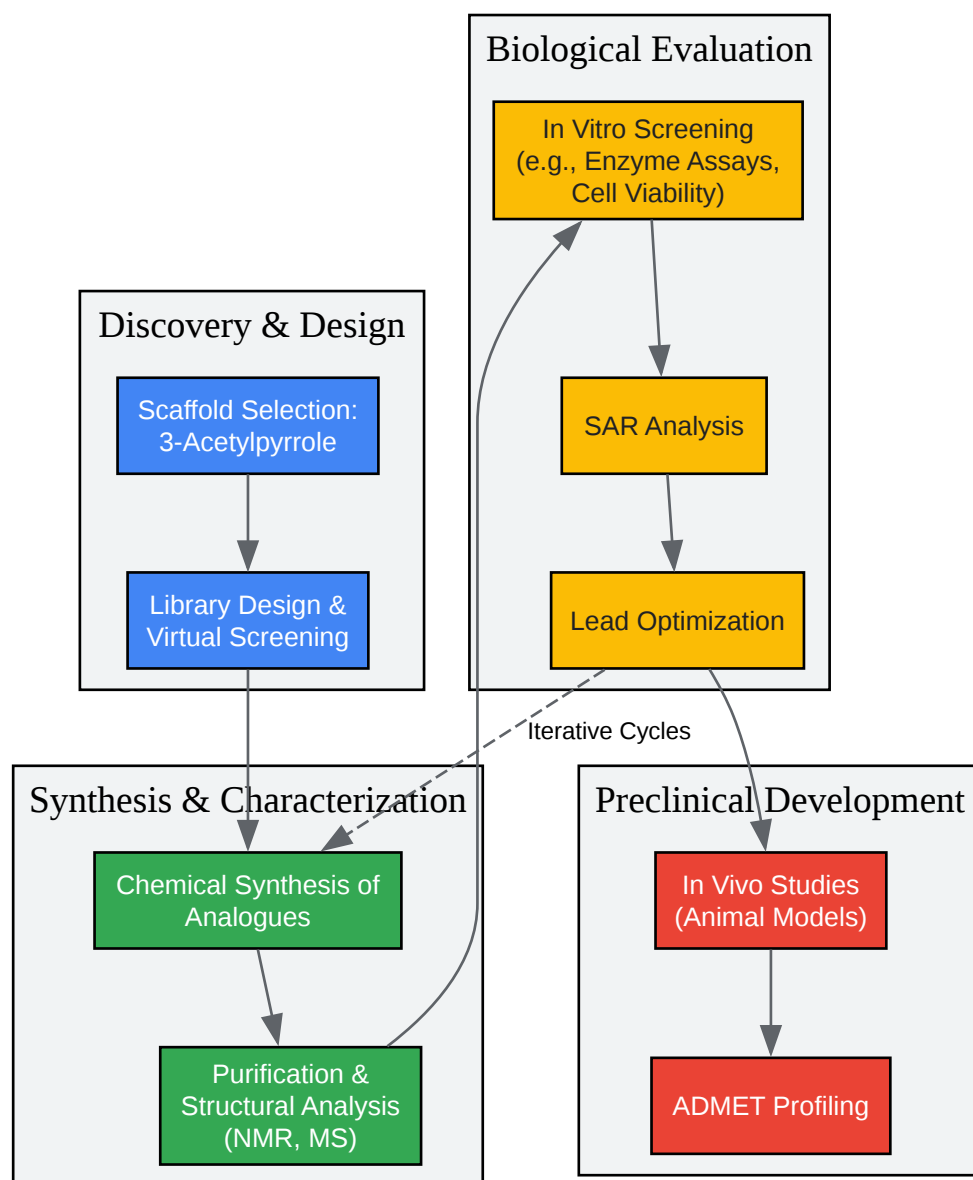 Biological Evaluation
In Vitro Screening
(e.g., Enzyme Assays,
Cell Viability)
SAR Analysis
Lead Optimization
Discovery & Design
Scaffold Selection:
3-Acetylpyrrole
Library Design &
Virtual Screening
Iterative Cycles
Synthesis & Characterization
Chemical Synthesis of
Analogues
Purification &
Structural Analysis
(NMR, MS)
Preclinical Development
In Vivo Studies
(Animal Models)
ADMET Profiling